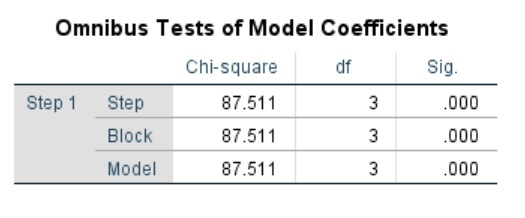 Omnibus Tests of Model Coefficients
Chi-square df Sig.
Step 1 Step 87.511 3 .000
Block 87.511 3 .000
Model 87.511 3 .000